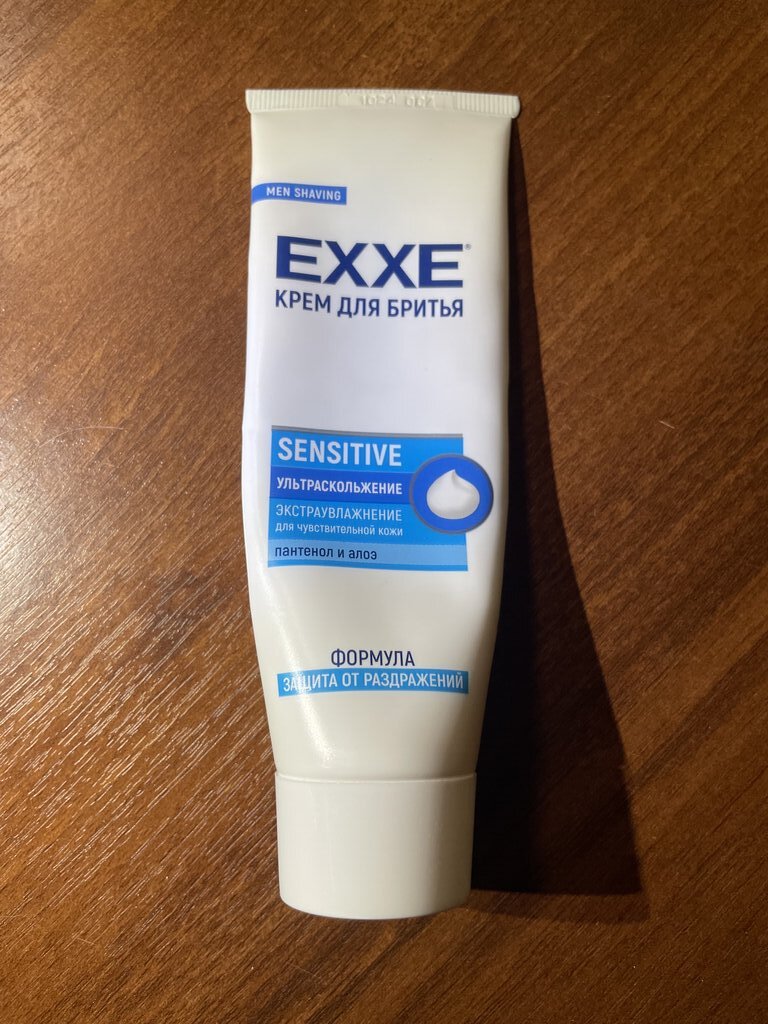 MEN SHAVING
EXXE®
КРЕМ ДЛЯ БРИТЬЯ
SENSITIVE
УЛЬТРАСКОЛЬЖЕНИЕ
ЭКСТРАУВЛАЖНЕНИЕ
для чувствительной кожи
пантенол и алоэ
ФОРМУЛА
ЗАЩИТА ОТ РАЗДРАЖЕНИЙ